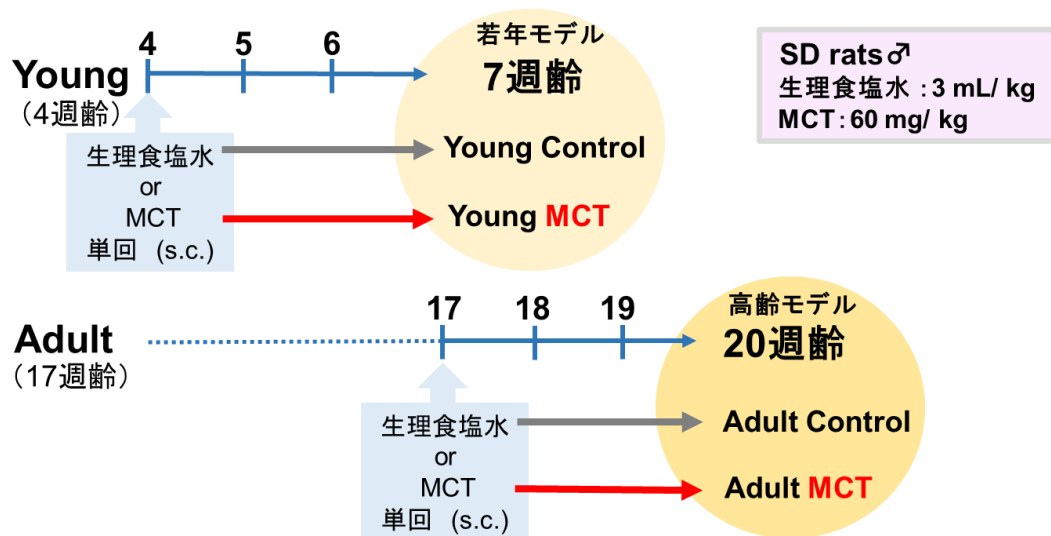 4 5 6
Young
（4週齢）
生理食塩水
or
MCT
単回 (s.c.)
若年モデル
7週齢
Young Control
Young MCT
SD rats♂
生理食塩水：3 mL/ kg
MCT：60 mg/ kg
17 18 19
Adult
（17週齢）
生理食塩水
or
MCT
単回 (s.c.)
高齢モデル
20週齢
Adult Control
Adult MCT